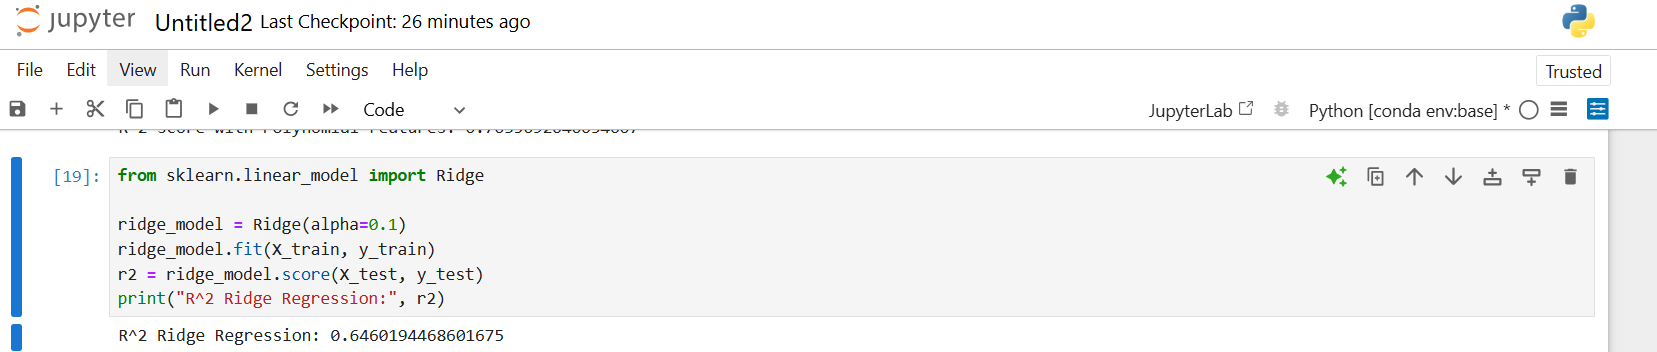 jupyter Untitled2 Last Checkpoint: 26 minutes ago
File Edit View Run Kernel Settings Help
Trusted
Code
JupyterLab Python [conda env:base] *
[19]:
from sklearn.linear_model import Ridge
ridge_model = Ridge(alpha=0.1)
ridge_model.fit(X_train, y_train)
r2 = ridge_model.score(X_test, y_test)
print("R^2 Ridge Regression:", r2)
R^2 Ridge Regression: 0.6460194468601675